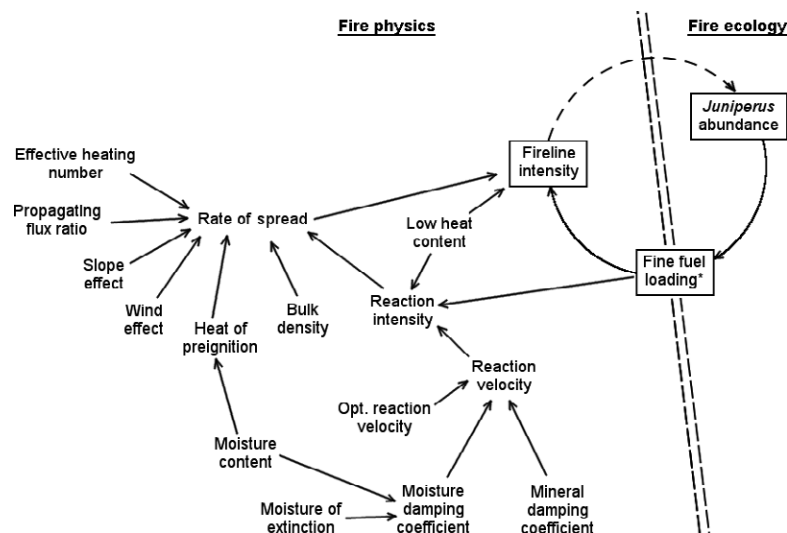 Fire physics
Fire ecology
Juniperus
abundance
Fireline
intensity
Effective heating
number
Propagating
flux ratio
Rate of spread
Low heat
content
Slope
effect
Fine fuel
loading*
Wind
effect
Heat of
preignition
Bulk
density
Reaction
intensity
Reaction
velocity
Opt. reaction
velocity
Moisture
content
Moisture of
extinction
Moisture
damping
coefficient
Mineral
damping
coefficient